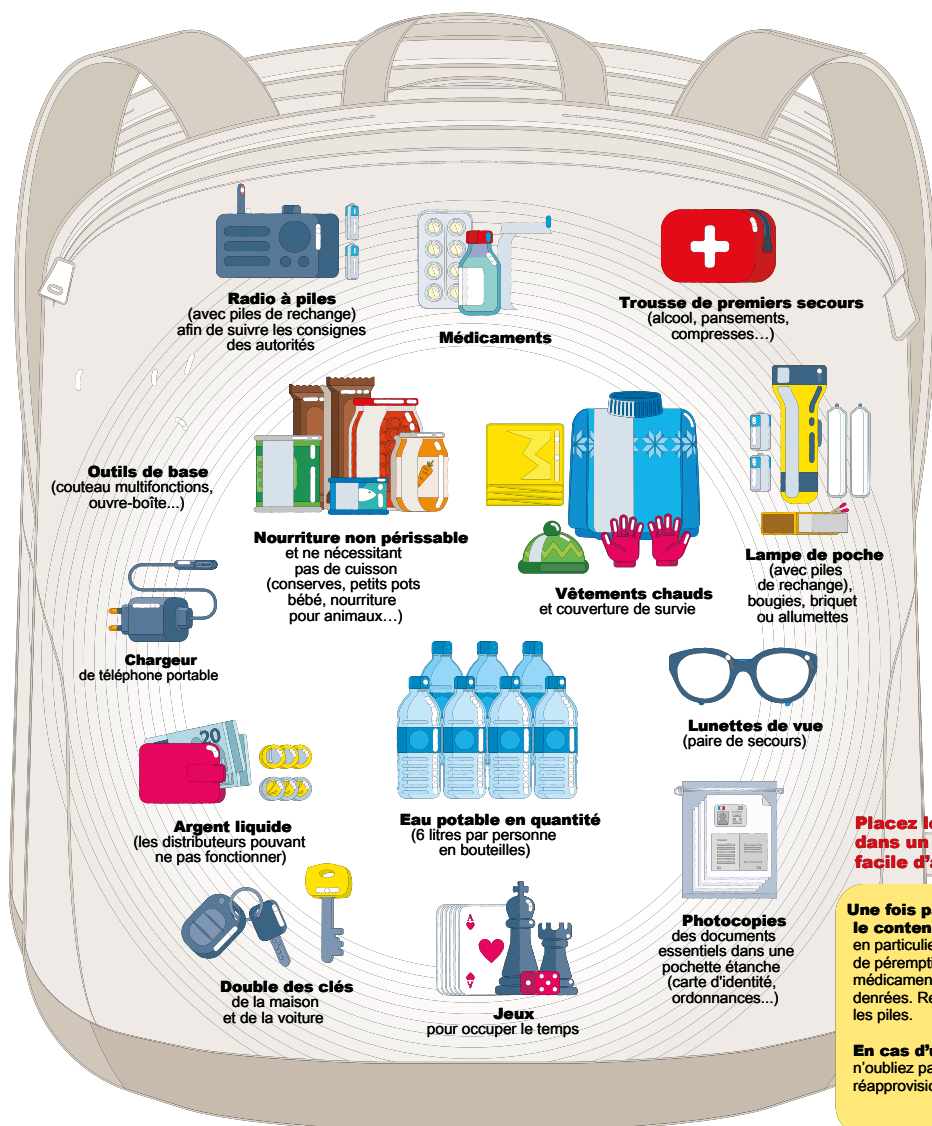 Radio à piles
(avec piles de rechange)
afin de suivre les consignes
des autorités
Médicaments
Trousse de premiers secours
(alcool, pansements,
compresses…)
Outils de base
(couteau multifonctions,
ouvre-boîte...)
Nourriture non périssable
et ne nécessitant
pas de cuisson
(conserves, petits pots
bébé, nourriture
pour animaux…)
Vêtements chauds
et couverture de survie
Lampe de poche
(avec piles
de rechange),
bougies, briquet
ou allumettes
Chargeur
de téléphone portable
Lunettes de vue
(paire de secours)
20
Argent liquide
(les distributeurs pouvant
ne pas fonctionner)
Eau potable en quantité
(6 litres par personne
en bouteilles)
Photocopies
des documents
essentiels dans une
pochette étanche
(carte d'identité,
ordonnances...)
Double des clés
de la maison
et de la voiture
A
A
Jeux
pour occuper le temps
Placez le
dans un
facile d'a
Une fois pa
le conten
en particulie
de péremptio
médicament
denrées. Re
les piles.
En cas d'u
n'oubliez pa
réapprovisio